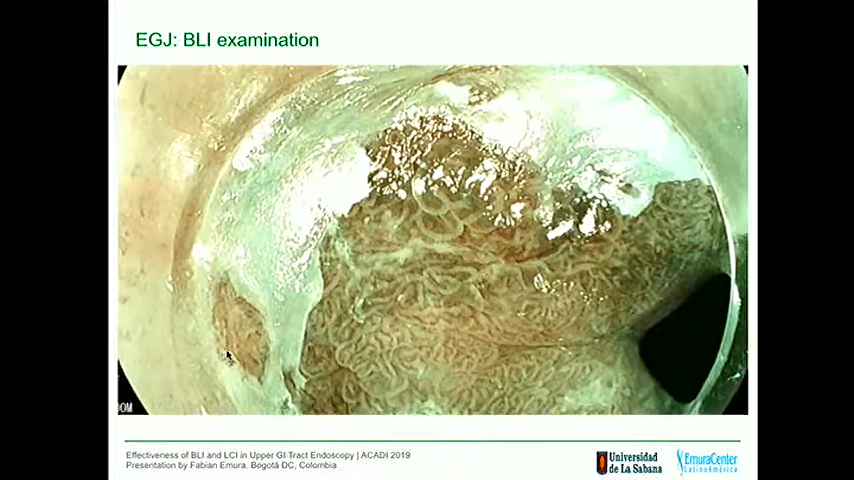 EGJ: BLI examination
OOM
Effectiveness of BLI and LCI in Upper GI Tract Endoscopy | ACADI 2019
Presentation by Fabian Emura. Bogotá DC, Colombia
Universidad
de La Sabana
EmuraCenter
LatinoAmérica